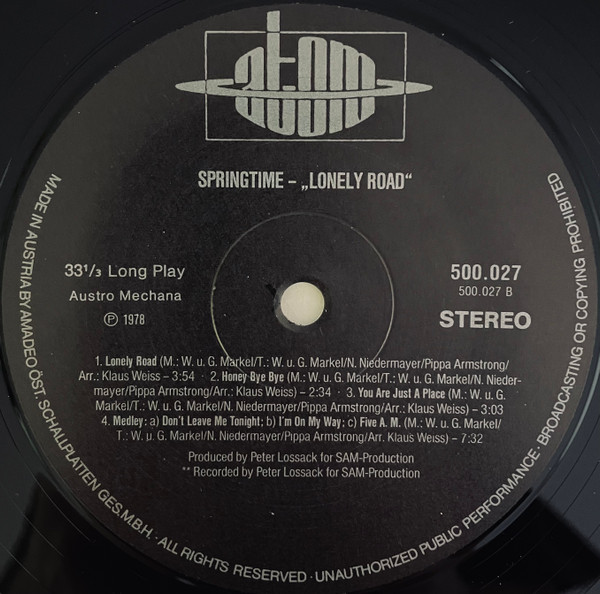 atom
SPRINGTIME – „LONELY ROAD“
33¹/₃ Long Play
Austro Mechana
Ⓟ 1978
500.027
500.027 B
STEREO
1. Lonely Road (M.: W. u. G. Markel/T.: W. u. G. Markel/N. Niedermayer/Pippa Armstrong/
Arr.: Klaus Weiss – 3:54 · 2. Honey Bye Bye (M.: W. u. G. Markel/T.: W. u. G. Markel/N. Nieder-
mayer/Pippa Armstrong/Arr.: Klaus Weiss) – 2:34 · 3. You Are Just A Place (M.: W. u. G.
Markel/T.: W. u. G. Markel/N. Niedermayer/Pippa Armstrong/Arr.: Klaus Weiss) – 3:03
4. Medley: a) Don't Leave Me Tonight; b) I'm On My Way; c) Five A. M. (M.: W. u. G. Markel/
T.: W. u. G. Markel/N. Niedermayer/Pippa Armstrong/Arr. Klaus Weiss) – 7:32
Produced by Peter Lossack for SAM-Production
** Recorded by Peter Lossack for SAM-Production
MADE IN AUSTRIA BY AMADEO ÖST. SCHALLPLATTEN GES.M.B.H. · ALL RIGHTS RESERVED · UNAUTHORIZED PUBLIC PERFORMANCE · BROADCASTING OR COPYING PROHIBITED